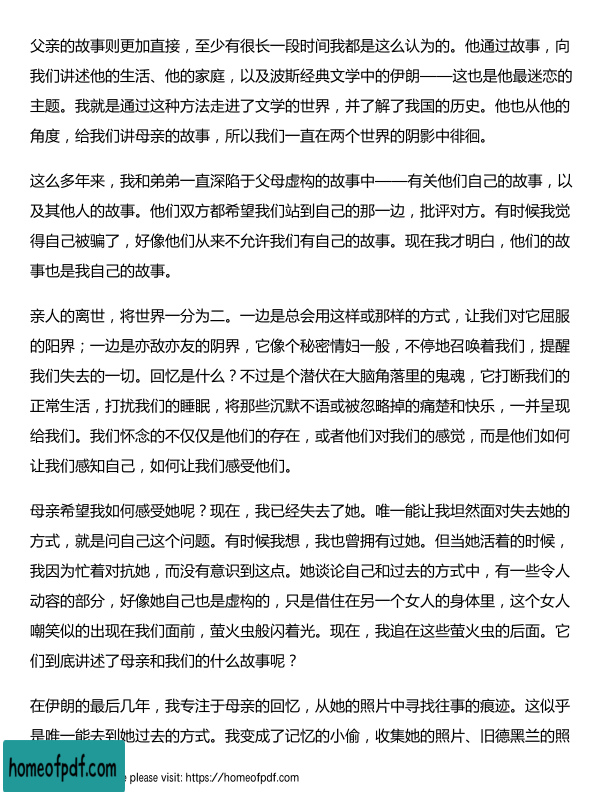 父亲的故事则更加直接，至少有很长一段时间我都是这么认为的。他通过故事，向
我们讲述他的生活、他的家庭，以及波斯经典文学中的伊朗——这也是他最迷恋的
主题。我就是通过这种方法走进了文学的世界，并了解了我国的历史。他也从他的
角度，给我们讲母亲的故事，所以我们一直在两个世界的阴影中徘徊。
这么多年来，我和弟弟一直深陷于父母虚构的故事中——有关他们自己的故事，以
及其他人的故事。他们双方都希望我们站到自己的那一边，批评对方。有时候我觉
得自己被骗了，好像他们从来不允许我们有自己的故事。现在我才明白，他们的故
事也是我自己的故事。
亲人的离世，将世界一分为二。一边是总会用这样或那样的方式，让我们对它屈服
的阳界；一边是亦敌亦友的阴界，它像个秘密情妇一般，不停地召唤着我们，提醒
我们失去的一切。回忆是什么？不过是个潜伏在大脑角落里的鬼魂，它打断我们的
正常生活，打扰我们的睡眠，将那些沉默不语或被忽略掉的痛楚和快乐，一并呈现
给我们。我们怀念的不仅仅是他们的存在，或者他们对我们的感觉，而是他们如何
让我们感知自己，如何让我们感受他们。
母亲希望我如何感受她呢？现在，我已经失去了她。唯一能让我坦然面对失去她的
方式，就是问自己这个问题。有时候我想，我也曾拥有过她。但当她活着的时候，
我因为忙着对抗她，而没有意识到这点。她谈论自己和过去的方式中，有一些令人
动容的部分，好像她自己也是虚构的，只是借住在另一个女人的身体里，这个女人
嘲笑似的出现在我们面前，萤火虫般闪着光。现在，我追在这些萤火虫的后面。它
们到底讲述了母亲和我们的什么故事呢？
在伊朗的最后几年，我专注于母亲的回忆，从她的照片中寻找往事的痕迹。这似乎
是唯一能去到她过去的方式。我变成了记忆的小偷，收集她的照片、旧德黑兰的照
homeofpdf.com please visit: https://homeofpdf.com